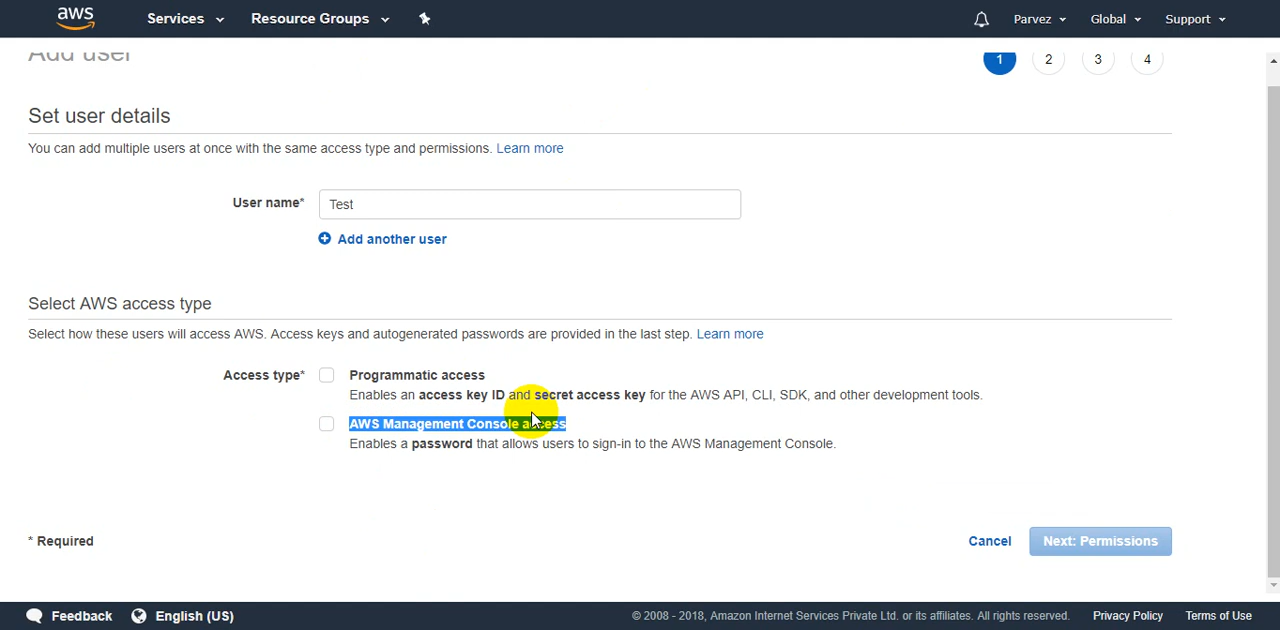 aws Services Resource Groups Parvez Global Support
Add user 1 2 3 4
Set user details
You can add multiple users at once with the same access type and permissions. Learn more
User name* Test
Add another user
Select AWS access type
Select how these users will access AWS. Access keys and autogenerated passwords are provided in the last step. Learn more
Access type* Programmatic access
Enables an access key ID and secret access key for the AWS API, CLI, SDK, and other development tools.
AWS Management Console access
Enables a password that allows users to sign-in to the AWS Management Console.
* Required Cancel Next: Permissions
Feedback English (US) © 2008 - 2018, Amazon Internet Services Private Ltd. or its affiliates. All rights reserved. Privacy Policy Terms of Use